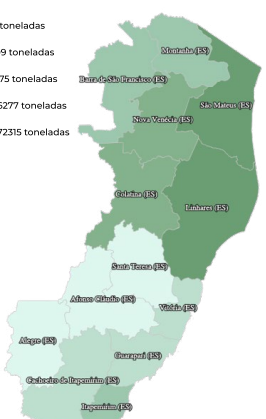 toneladas
9 toneladas
75 toneladas
5277 toneladas
72315 toneladas
Montanha (ES)
Barra de São Francisco (ES)
São Mateus (ES)
Nova Venécia (ES)
Colatina (ES)
Linhares (ES)
Santa Teresa (ES)
Afonso Cláudio (ES)
Vitória (ES)
Alegre (ES)
Guarapari (ES)
Cachoeiro de Itapemirim (ES)
Itapemirim (ES)